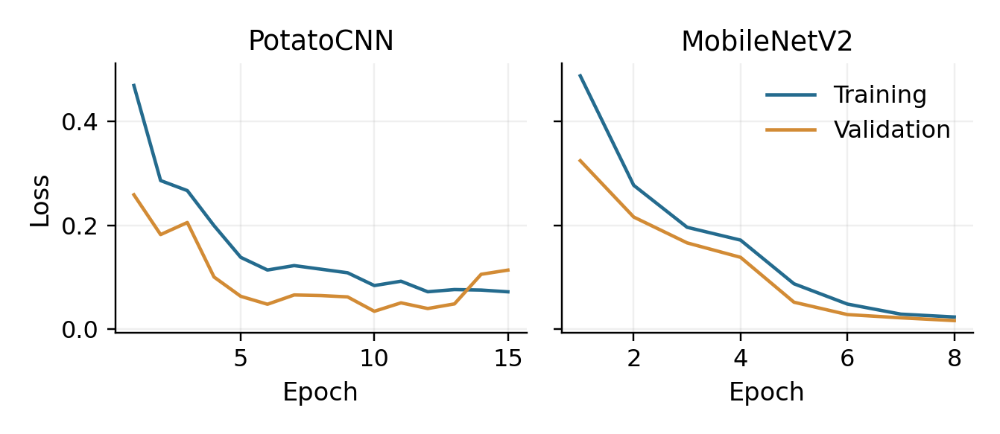 PotatoCNN
MobileNetV2
Training
Validation
Loss
0.4
0.2
0.0
5 10 15
2 4 6 8
Epoch
Epoch